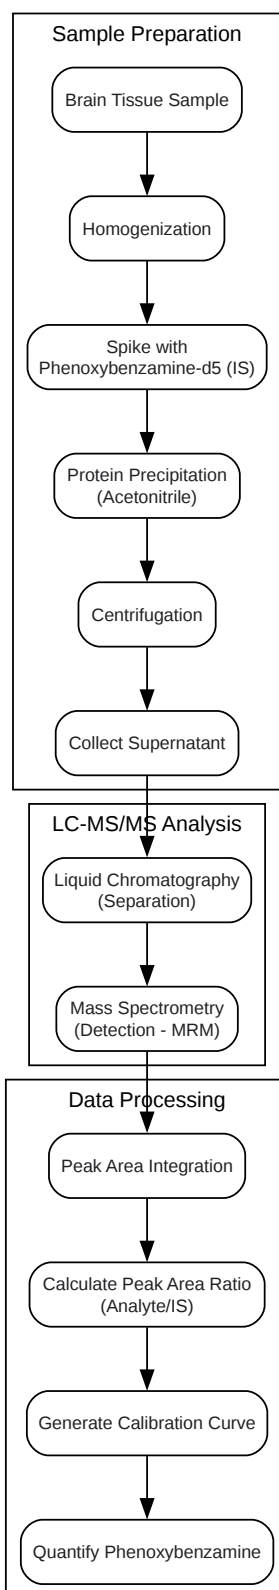 Sample Preparation
Brain Tissue Sample
Homogenization
Spike with
Phenoxybenzamine-d5 (IS)
Protein Precipitation
(Acetonitrile)
Centrifugation
Collect Supernatant
LC-MS/MS Analysis
Liquid Chromatography
(Separation)
Mass Spectrometry
(Detection - MRM)
Data Processing
Peak Area Integration
Calculate Peak Area Ratio
(Analyte/IS)
Generate Calibration Curve
Quantify Phenoxybenzamine